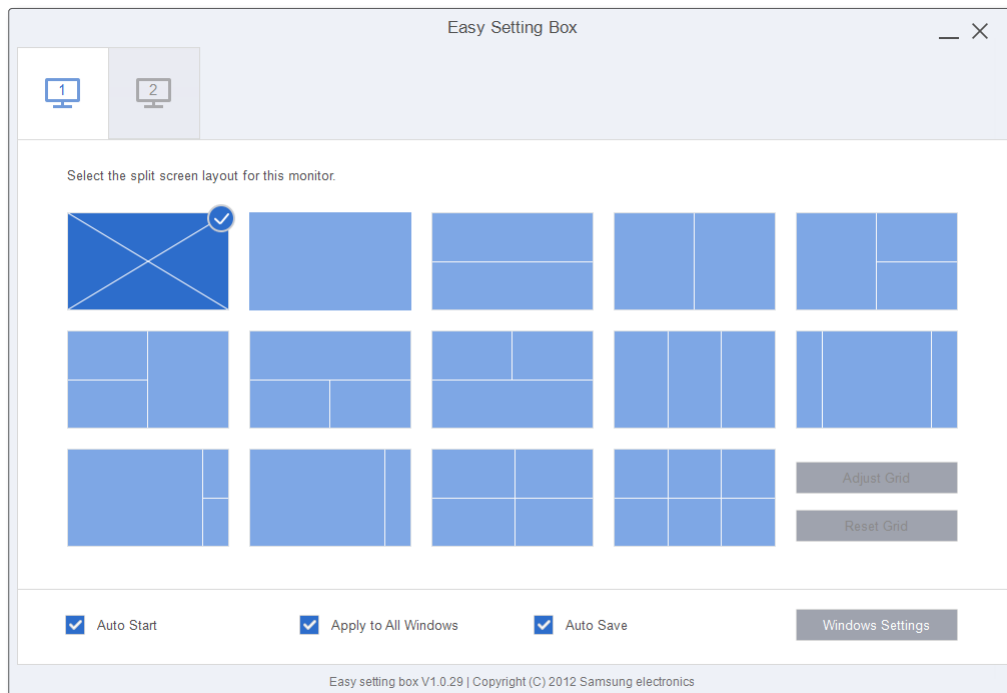 Easy Setting Box
1
2
Select the split screen layout for this monitor.
Adjust Grid
Reset Grid
Auto Start
Apply to All Windows
Auto Save
Windows Settings
Easy setting box V1.0.29 | Copyright (C) 2012 Samsung electronics